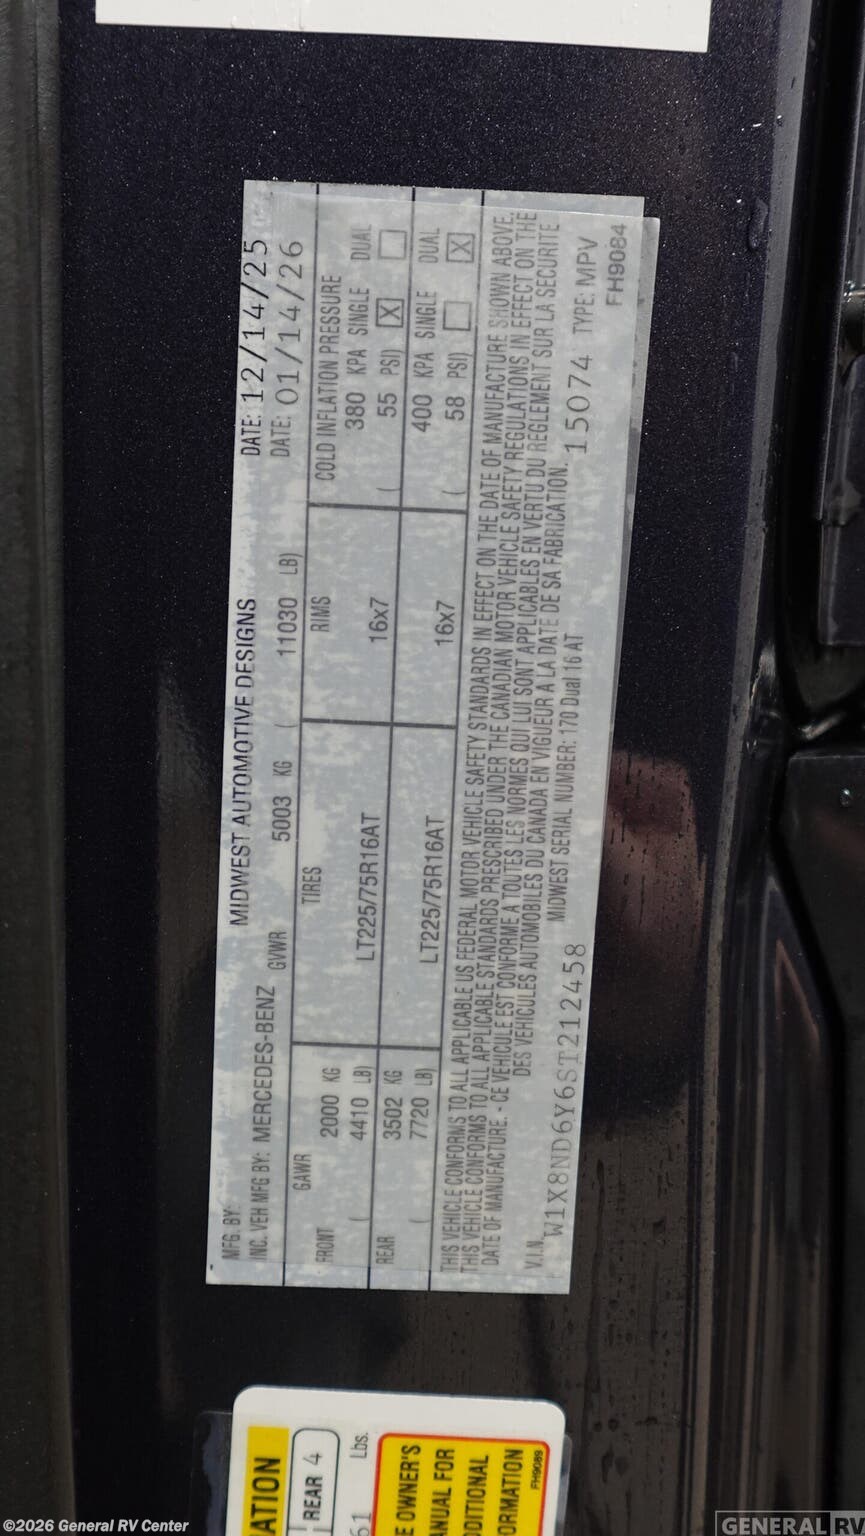 MFG. BY: MIDWEST AUTOMOTIVE DESIGNS DATE: 12/14/25
INC. VEH MFG BY: MERCEDES-BENZ GVWR 5003 KG ( 11030 LB) DATE: 01/14/26
GAWR TIRES RIMS COLD INFLATION PRESSURE
FRONT 2000 KG LT225/75R16AT 16x7 380 KPA SINGLE DUAL
( 4410 LB) ( 55 PSI) X
REAR 3502 KG LT225/75R16AT 16x7 400 KPA SINGLE DUAL
( 7720 LB) ( 58 PSI) X
THIS VEHICLE CONFORMS TO ALL APPLICABLE US FEDERAL MOTOR VEHICLE SAFETY STANDARDS IN EFFECT ON THE DATE OF MANUFACTURE SHOWN ABOVE.
THIS VEHICLE CONFORMS TO ALL APPLICABLE STANDARDS PRESCRIBED UNDER THE CANADIAN MOTOR VEHICLE SAFETY REGULATIONS IN EFFECT ON THE
DATE OF MANUFACTURE. - CE VEHICULE EST CONFORME A TOUTES LES NORMES QUI LUI SONT APPLICABLES EN VERTU DU REGLEMENT SUR LA SECURITE
DES VEHICULES AUTOMOBILES DU CANADA EN VIGUEUR A LA DATE DE SA FABRICATION.
V.I.N. W1X8ND6Y6ST212458 MIDWEST SERIAL NUMBER: 170 Dual 16 AT 15074 TYPE: MPV
FH9084
ATION
REAR 4
61 Lbs.
E OWNER'S
ANUAL FOR
DDITIONAL
ORMATION
FH9089
©2026 General RV Center
GENERAL RV